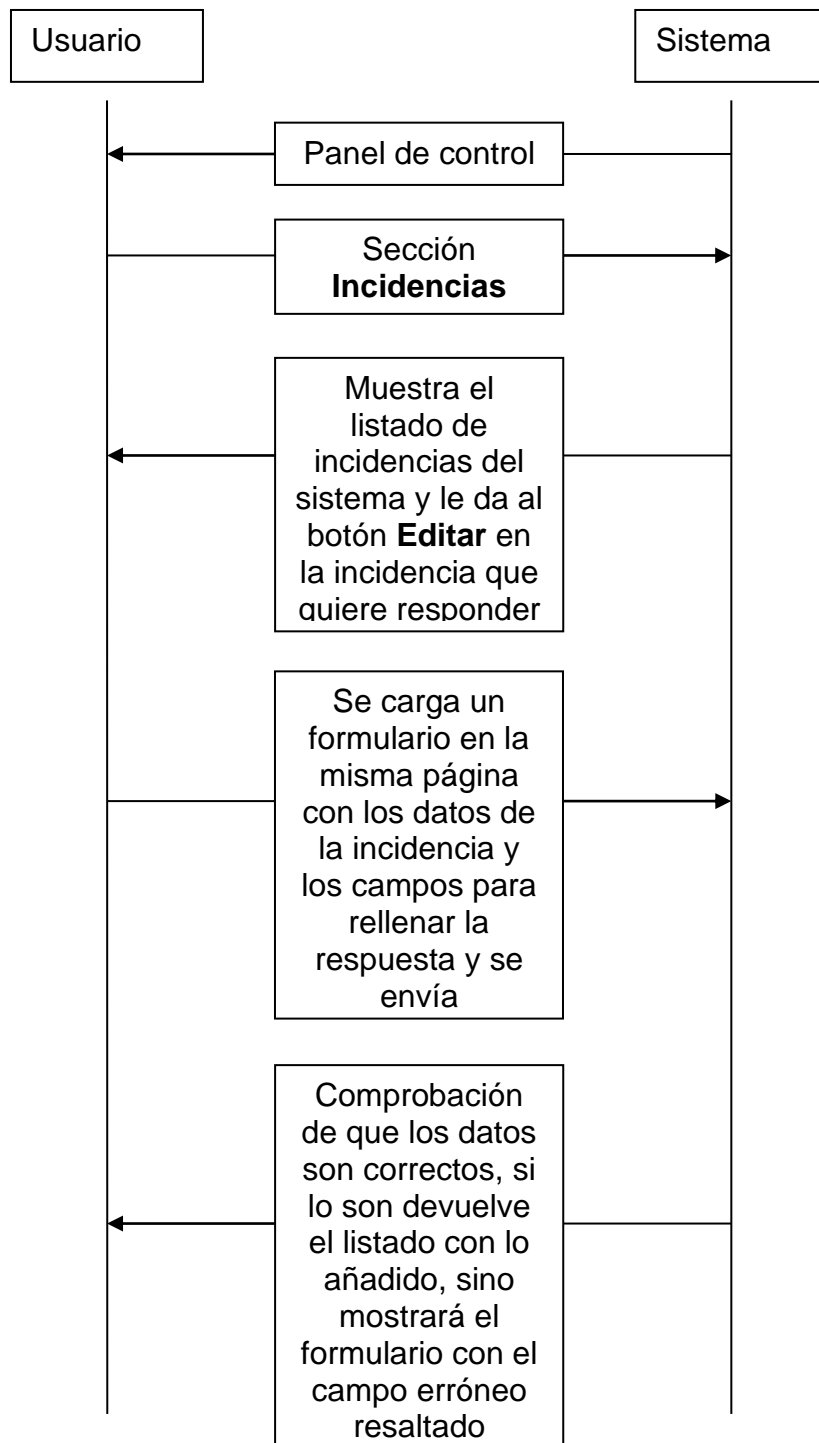 Usuario
Sistema
Panel de control
Sección
Incidencias
Muestra el
listado de
incidencias del
sistema y le da al
botón Editar en
la incidencia que
quiere responder
Se carga un
formulario en la
misma página
con los datos de
la incidencia y
los campos para
rellenar la
respuesta y se
envía
Comprobación
de que los datos
son correctos, si
lo son devuelve
el listado con lo
añadido, sino
mostrará el
formulario con el
campo erróneo
resaltado